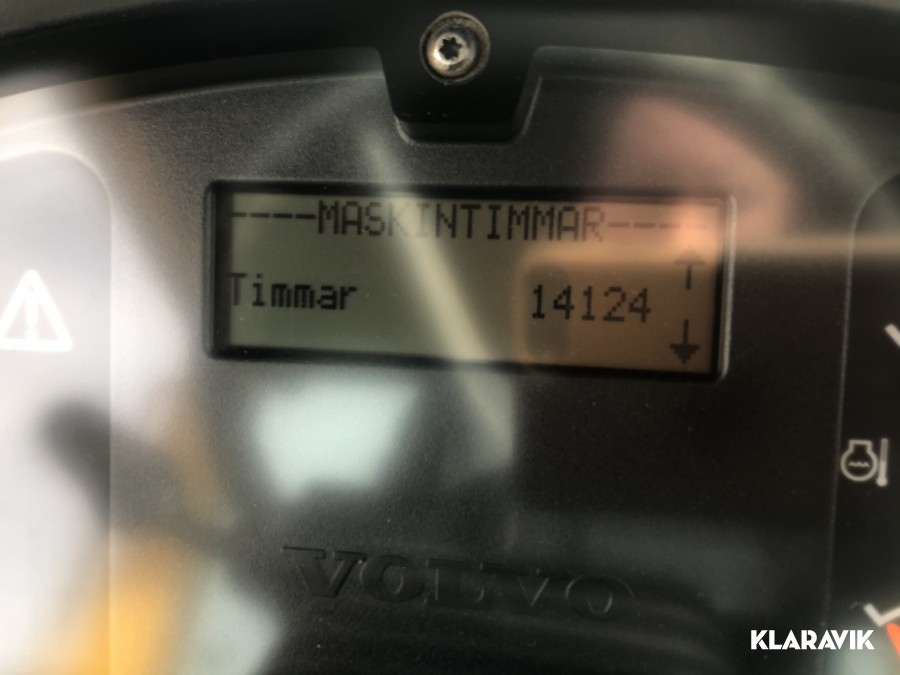 ----MASKINTIMMAR----
Timmar 14124
VOLVO
KLARAVIK